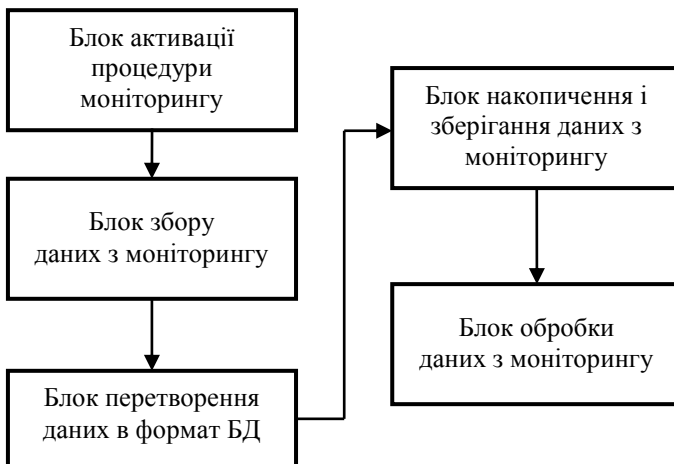 Блок активації
процедури
моніторингу
Блок збору
даних з моніторингу
Блок перетворення
даних в формат БД
Блок накопичення і
зберігання даних з
моніторингу
Блок обробки
даних з моніторингу